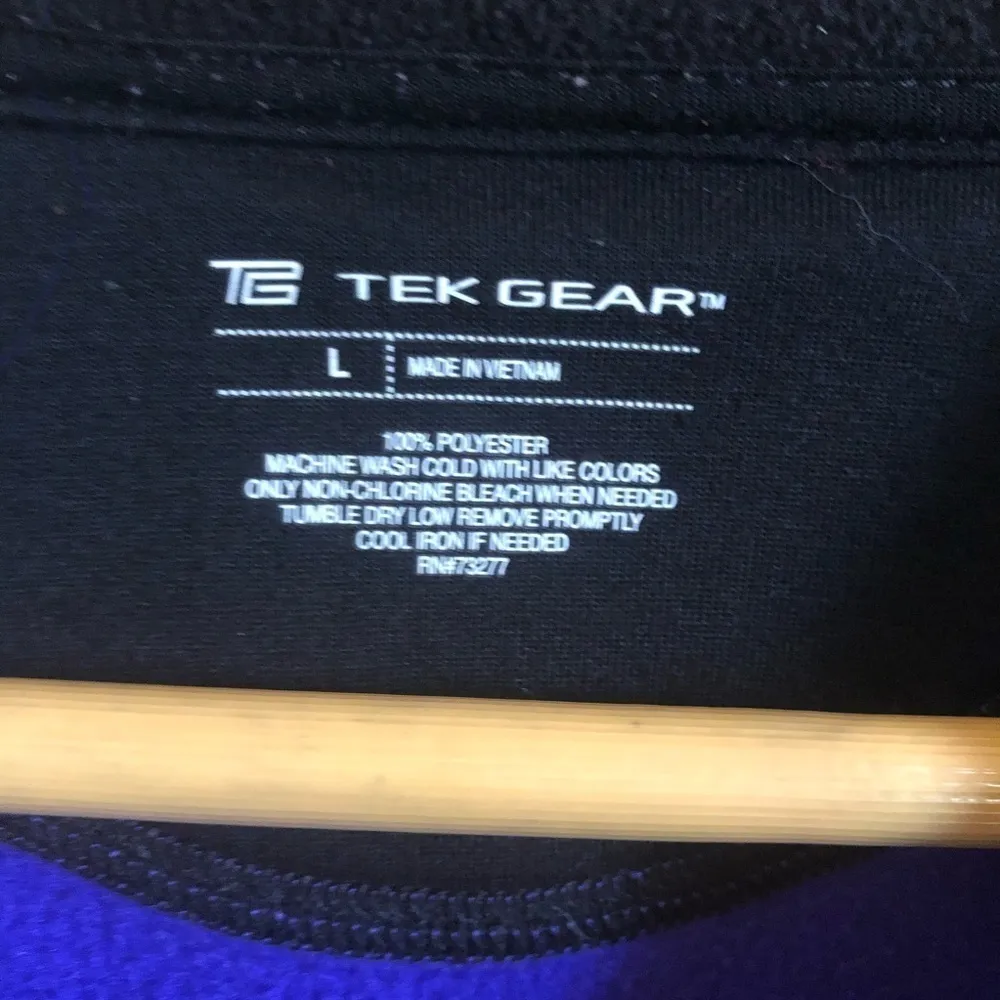 TG TEK GEAR™
L MADE IN VIETNAM
100% POLYESTER
MACHINE WASH COLD WITH LIKE COLORS
ONLY NON-CHLORINE BLEACH WHEN NEEDED
TUMBLE DRY LOW REMOVE PROMPTLY
COOL IRON IF NEEDED
RN#73277